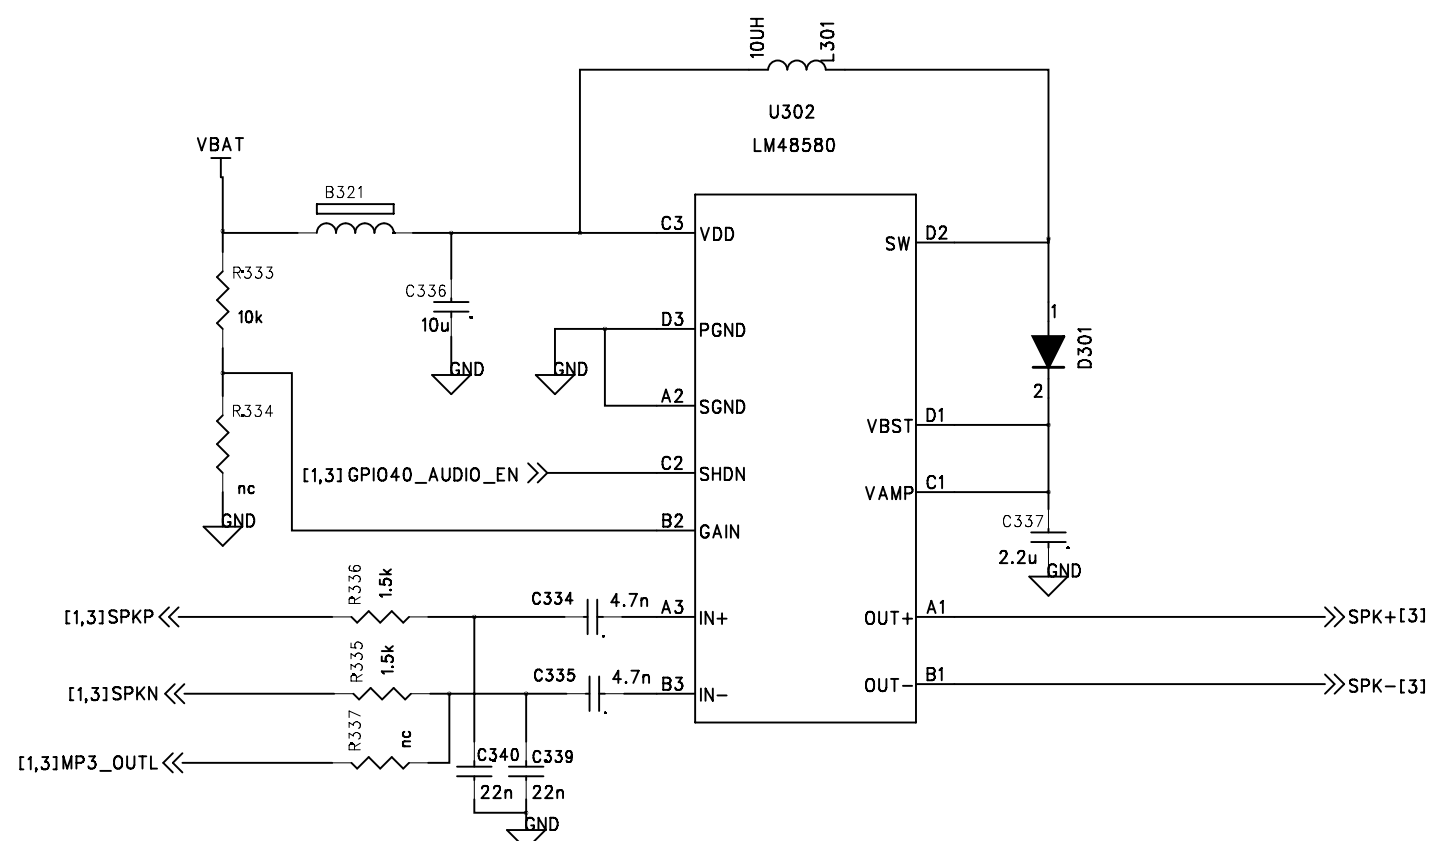 10UH
L301
U302
LM48580
VBAT
B321
C3
VDD
SW
D2
R333
10k
C336
10u
GND
GND
D3
PGND
1
D301
2
R334
nc
GND
A2
SGND
VBST
D1
[1,3]GPIO40_AUDIO_EN
C2
SHDN
VAMP
C1
B2
GAIN
C337
2.2u
GND
[1,3]SPKP
R336
1.5k
C334
4.7n
A3
IN+
OUT+
A1
SPK+[3]
[1,3]SPKN
R335
1.5k
C335
4.7n
B3
IN-
OUT-
B1
SPK-[3]
[1,3]MP3_OUTL
R337
nc
C340
22n
C339
22n
GND